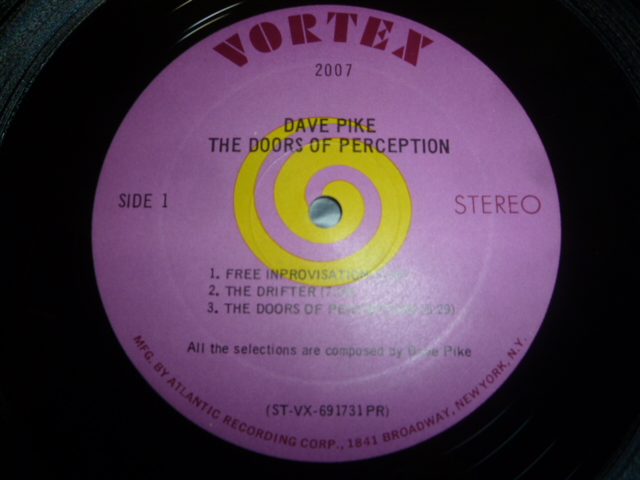 VORTEX
2007
DAVE PIKE
THE DOORS OF PERCEPTION
SIDE 1
STEREO
1. FREE INPROVISATION
2. THE DRIFTER
3. THE DOORS OF
All the selections are composed by Dave Pike
(ST-VX-691731PR)
MFG. BY ATLANTIC RECORDING CORP., 1841 BROADWAY, NEW YORK, N.Y.